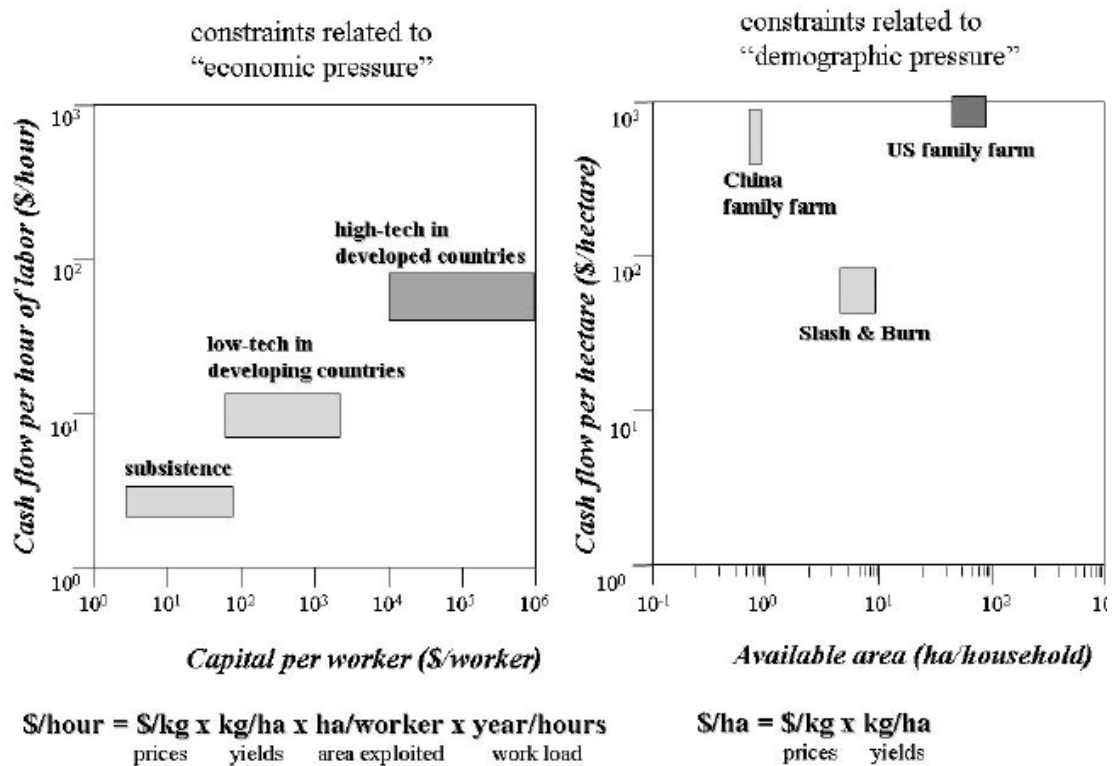 constraints related to
“economic pressure”
10³
10²
10¹
10⁰
Cash flow per hour of labor ($/hour)
high-tech in
developed countries
low-tech in
developing countries
subsistence
10⁰ 10¹ 10² 10³ 10⁴ 10⁵ 10⁶
Capital per worker ($/worker)
$/hour = $/kg x kg/ha x ha/worker x year/hours
prices yields area exploited work load
constraints related to
“demographic pressure”
10³
10²
10¹
10⁰
Cash flow per hectare ($/hectare)
US family farm
China
family farm
Slash & Burn
10⁻¹ 10⁰ 10¹ 10²
Available area (ha/household)
$/ha = $/kg x kg/ha
prices yields